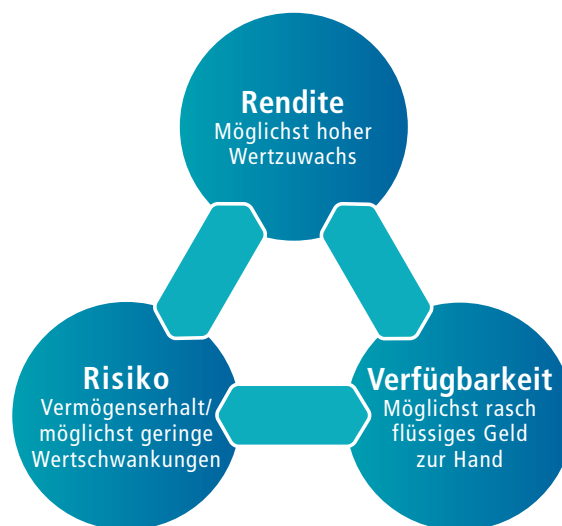 Rendite
Möglichst hoher
Wertzuwachs
Risiko
Vermögenserhalt/
möglichst geringe
Wertschwankungen
Verfügbarkeit
Möglichst rasch
flüssiges Geld
zur Hand